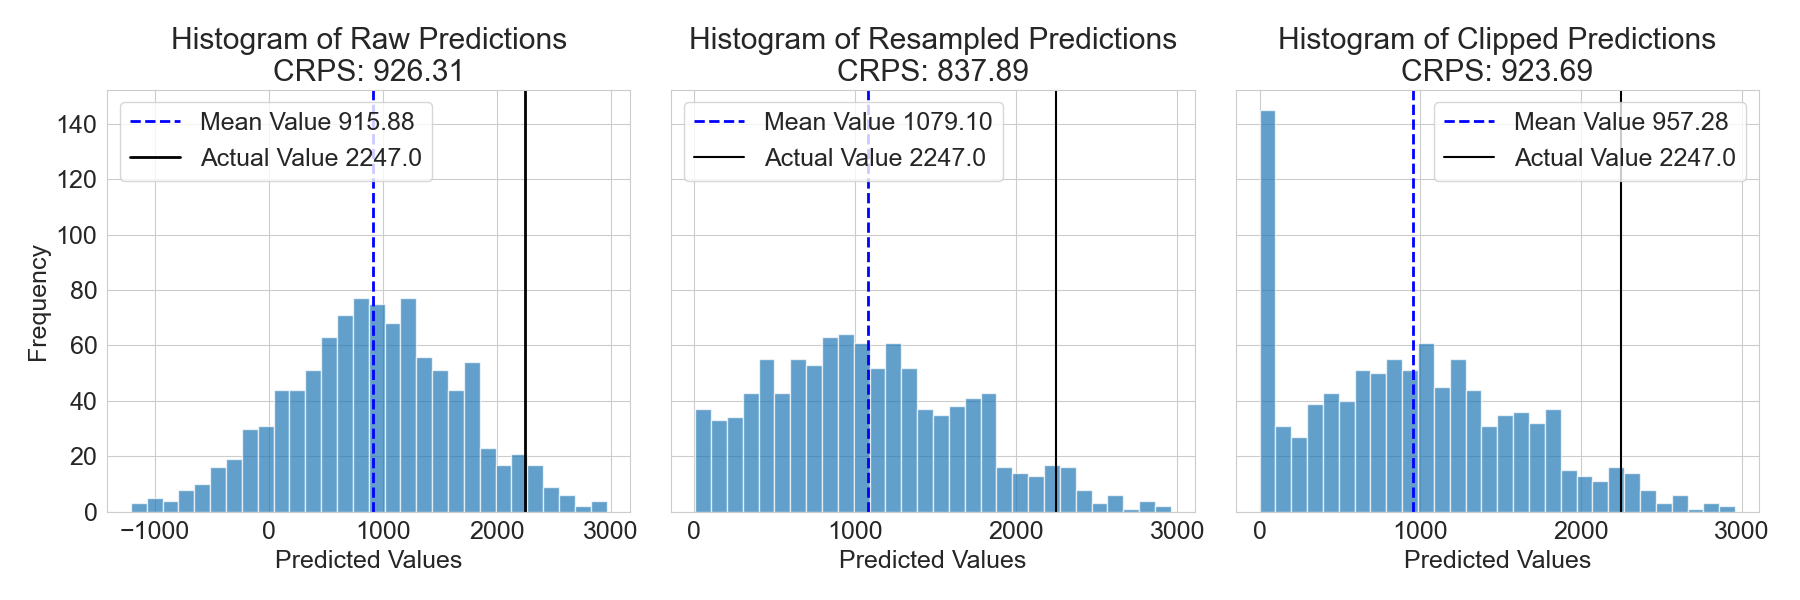 Histogram of Raw Predictions
CRPS: 926.31
Mean Value 915.88
Actual Value 2247.0
Frequency
140
120
100
80
60
40
20
0
−1000
0
1000
2000
3000
Predicted Values
Histogram of Resampled Predictions
CRPS: 837.89
Mean Value 1079.10
Actual Value 2247.0
0
1000
2000
3000
Predicted Values
Histogram of Clipped Predictions
CRPS: 923.69
Mean Value 957.28
Actual Value 2247.0
0
1000
2000
3000
Predicted Values